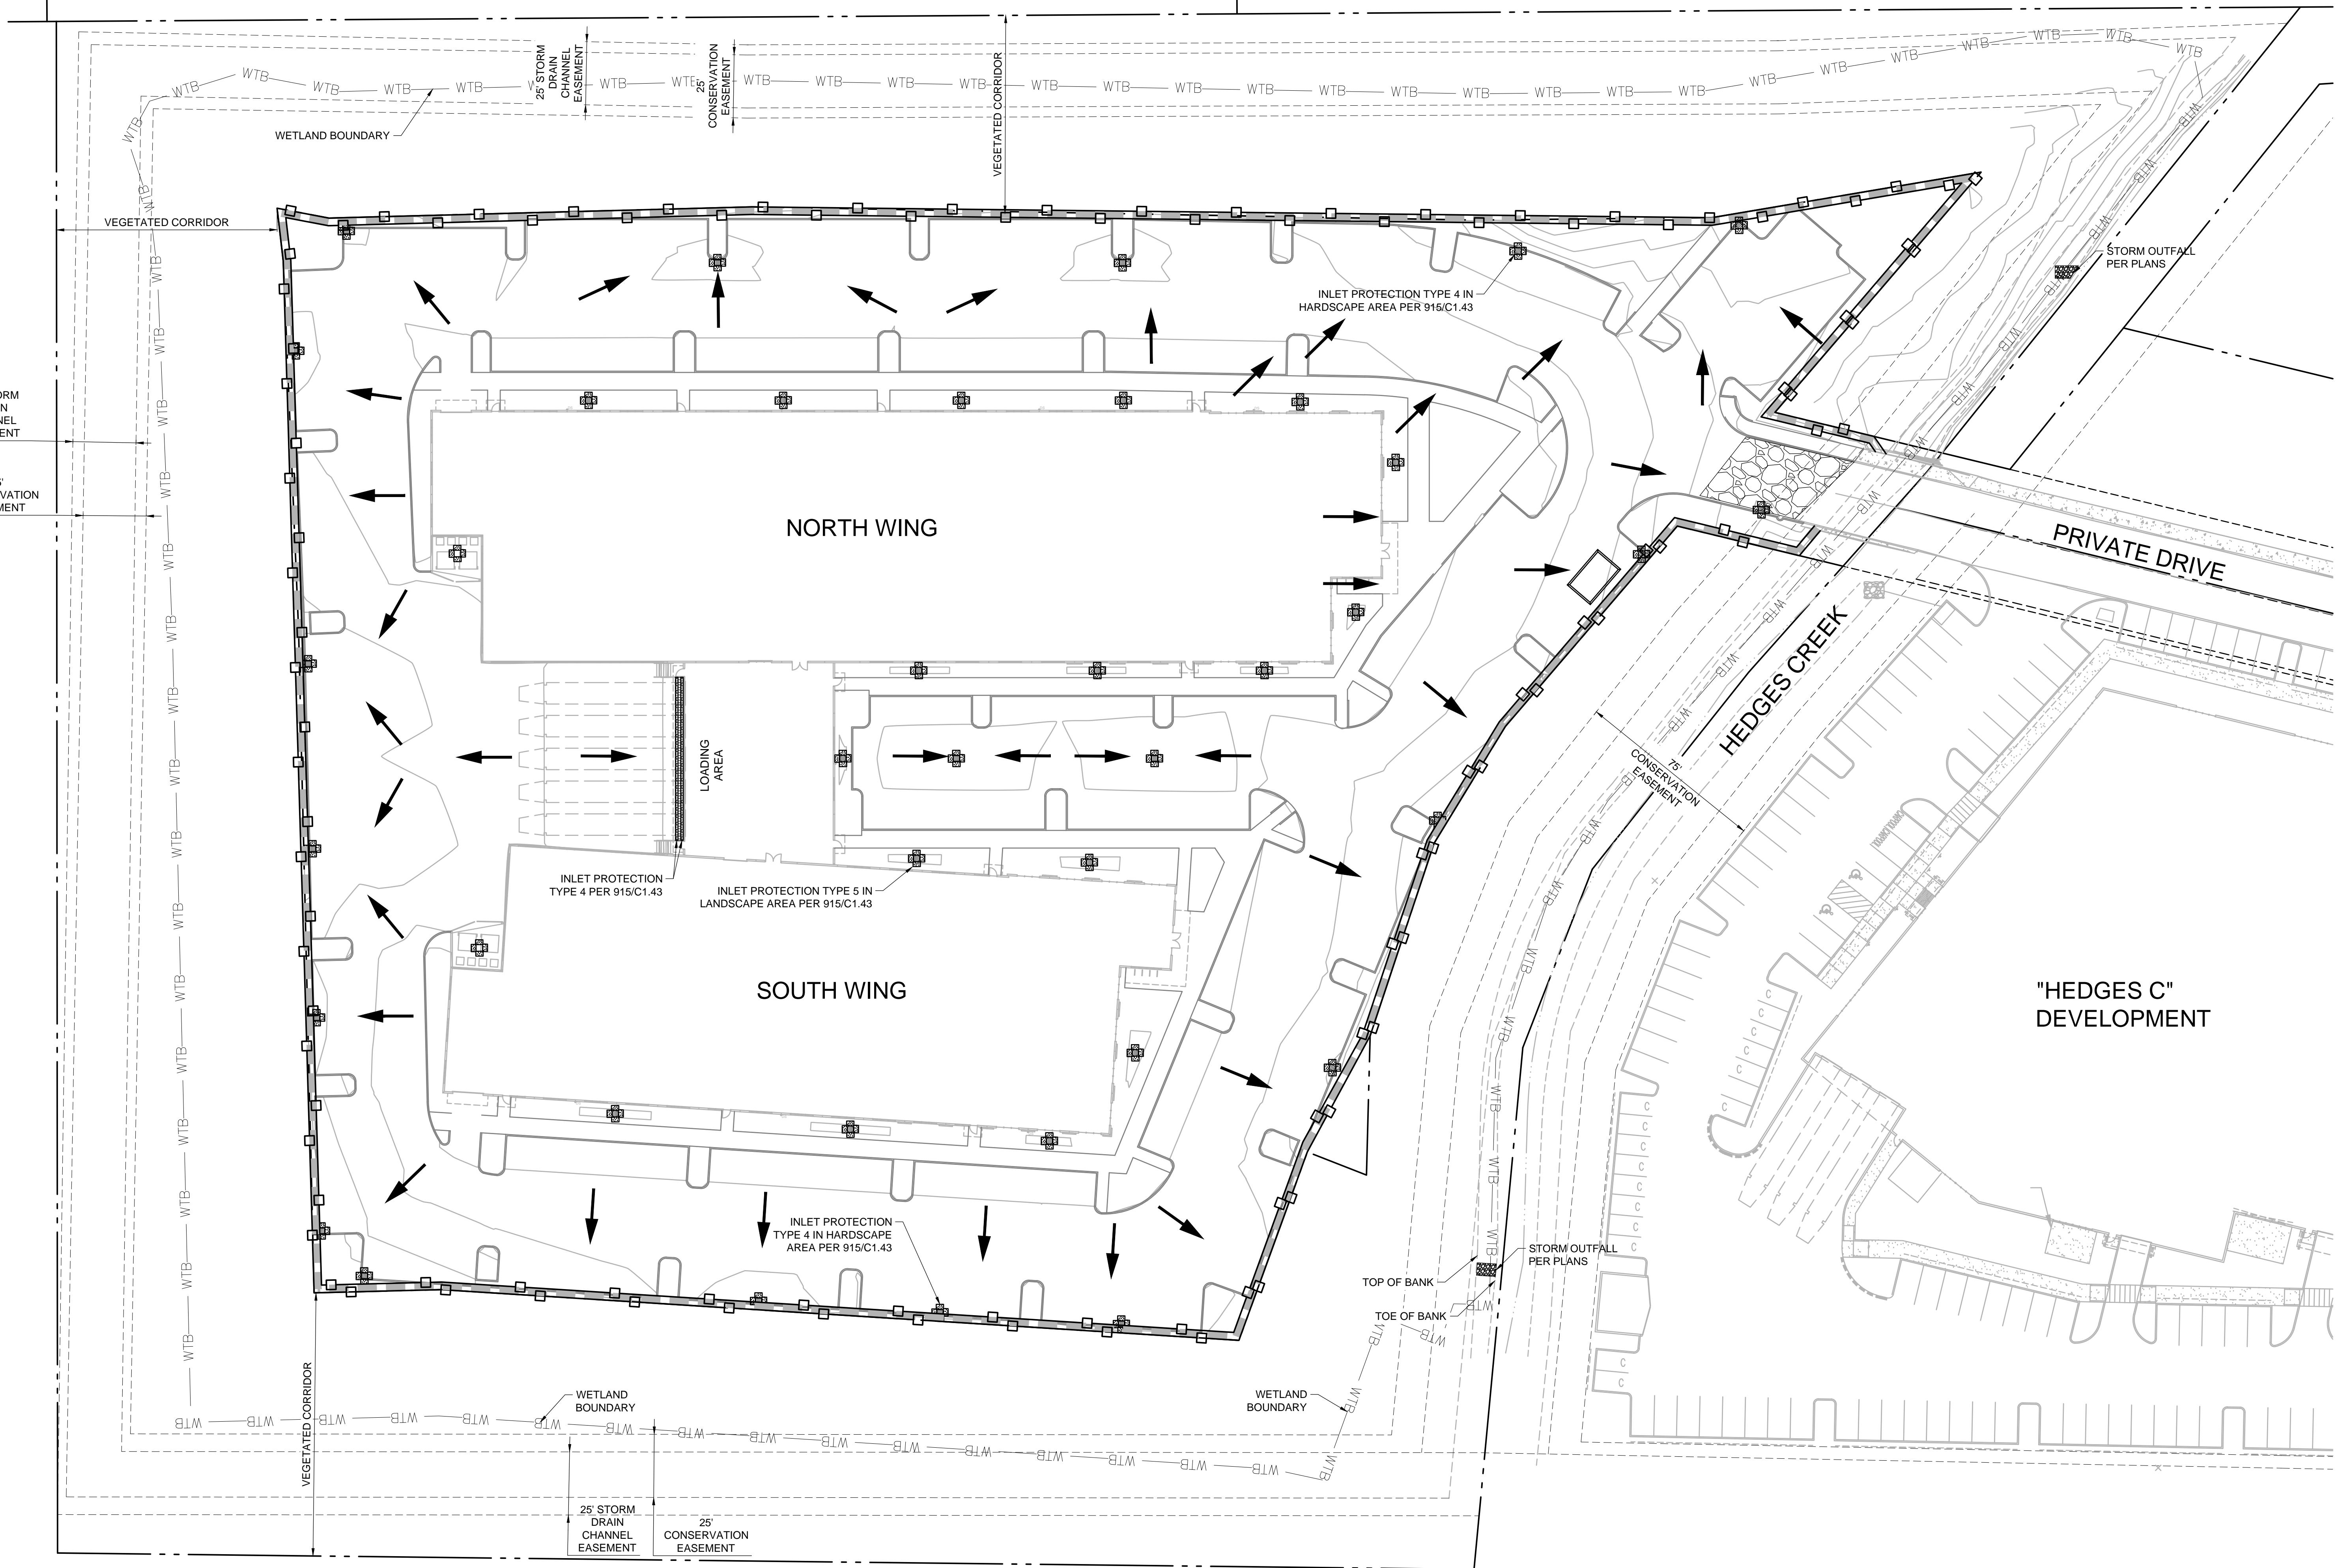 25' STORM
DRAIN
CHANNEL
EASEMENT
25'
CONSERVATION
EASEMENT
VEGETATED CORRIDOR
WETLAND BOUNDARY
VEGETATED CORRIDOR
STORM OUTFALL
PER PLANS
INLET PROTECTION TYPE 4 IN
HARDSCAPE AREA PER 915/C1.43
NORTH WING
PRIVATE DRIVE
HEDGES CREEK
75'
CONSERVATION
EASEMENT
LOADING
AREA
INLET PROTECTION
TYPE 4 PER 915/C1.43
INLET PROTECTION TYPE 5 IN
LANDSCAPE AREA PER 915/C1.43
SOUTH WING
"HEDGES C"
DEVELOPMENT
INLET PROTECTION
TYPE 4 IN HARDSCAPE
AREA PER 915/C1.43
STORM OUTFALL
PER PLANS
TOP OF BANK
TOE OF BANK
VEGETATED CORRIDOR
WETLAND
BOUNDARY
WETLAND
BOUNDARY
25' STORM
DRAIN
CHANNEL
EASEMENT
25'
CONSERVATION
EASEMENT
WTB